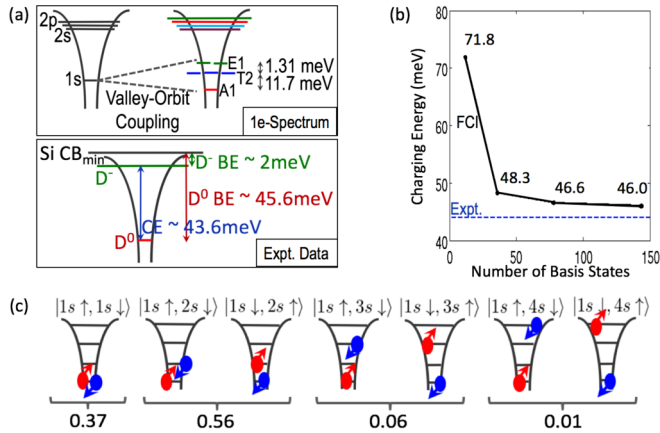 (a)
2p
2s
1s
E1
T2
A1
1.31 meV
11.7 meV
Valley-Orbit
Coupling
1e-Spectrum
Si CBmin
D-
D- BE ~ 2meV
D0 BE ~ 45.6meV
CE ~ 43.6meV
D0
Expt. Data
(b)
Charging Energy (meV)
80
70
60
50
40
71.8
FCI
48.3
46.6
46.0
Expt.
0
50
100
150
Number of Basis States
(c)
|1s ↑, 1s ↓⟩
|1s ↑, 2s ↓⟩
|1s ↓, 2s ↑⟩
|1s ↑, 3s ↓⟩
|1s ↓, 3s ↑⟩
|1s ↑, 4s ↓⟩
|1s ↓, 4s ↑⟩
0.37
0.56
0.06
0.01